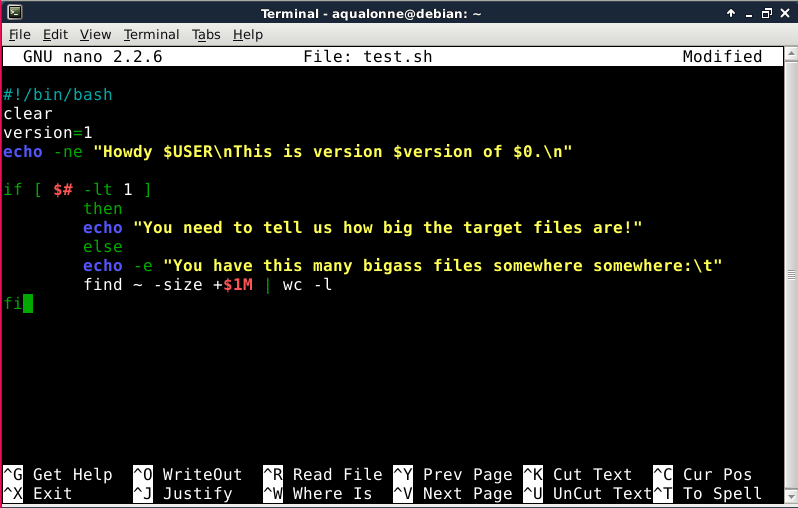 Terminal - aqualonne@debian: ~
File Edit View Terminal Tabs Help
GNU nano 2.2.6 File: test.sh Modified
#!/bin/bash
clear
version=1
echo -ne "Howdy $USER\nThis is version $version of $0.\n"
if [ $# -lt 1 ]
then
echo "You need to tell us how big the target files are!"
else
echo -e "You have this many bigass files somewhere somewhere:\t"
find ~ -size +$1M | wc -l
fi
^G Get Help ^O WriteOut ^R Read File ^Y Prev Page ^K Cut Text ^C Cur Pos
^X Exit ^J Justify ^W Where Is ^V Next Page ^U UnCut Text ^T To Spell